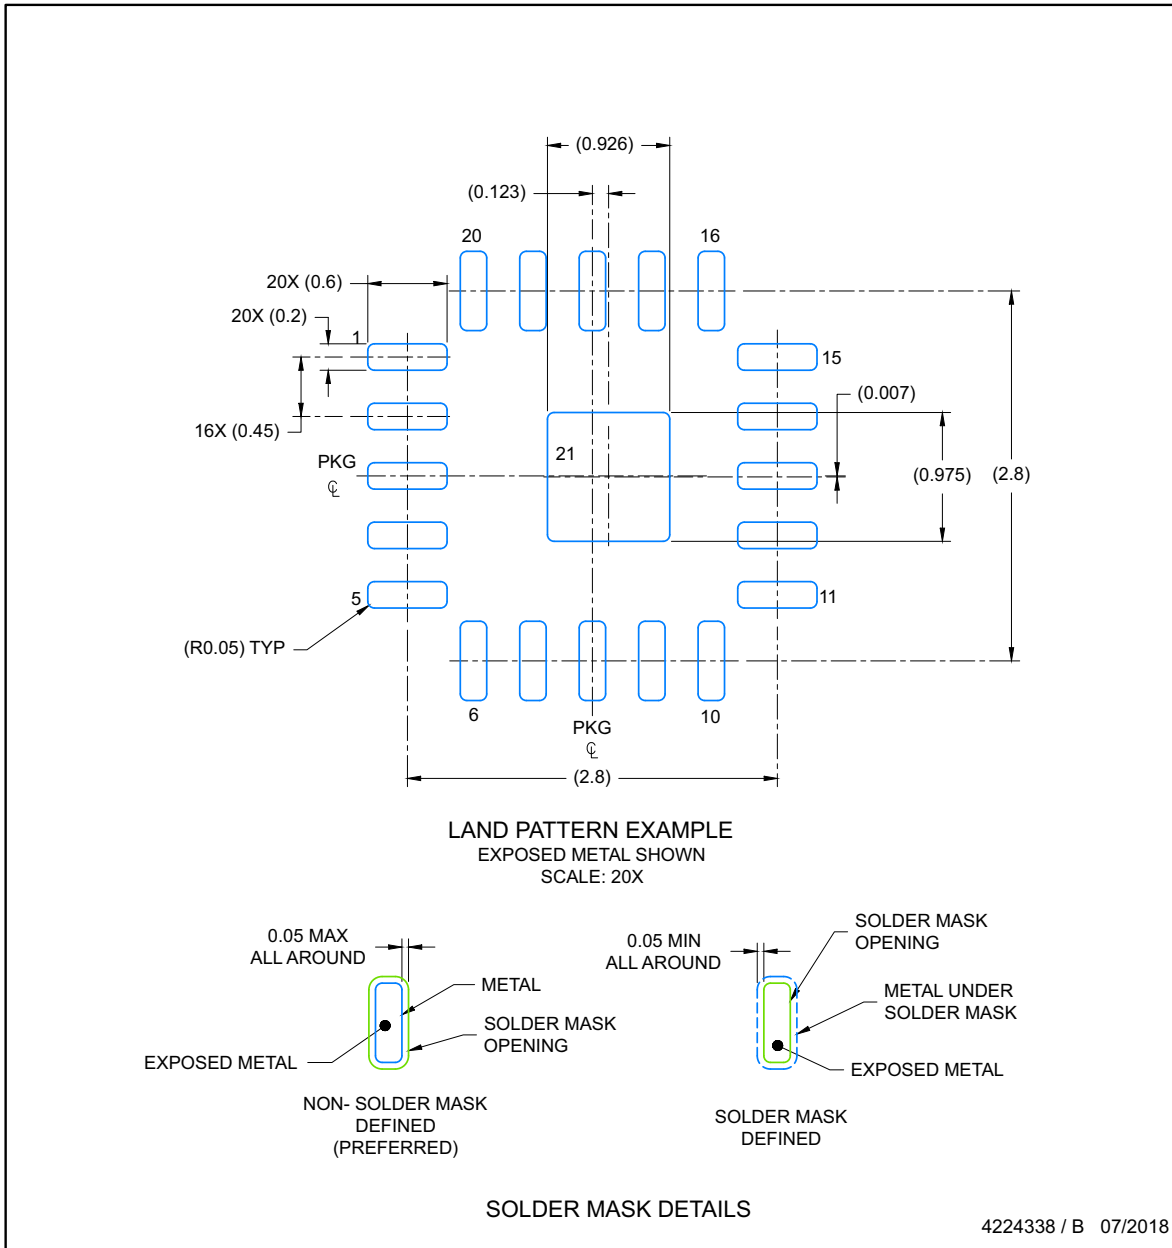 (0.926)
(0.123)
20
16
20X (0.6)
20X (0.2)
1
15
(0.007)
16X (0.45)
21
PKG
℄
(0.975)
(2.8)
5
11
(R0.05) TYP
6
10
PKG
℄
(2.8)
LAND PATTERN EXAMPLE
EXPOSED METAL SHOWN
SCALE: 20X
0.05 MAX
ALL AROUND
METAL
SOLDER MASK
OPENING
EXPOSED METAL
NON- SOLDER MASK
DEFINED
(PREFERRED)
0.05 MIN
ALL AROUND
SOLDER MASK
OPENING
METAL UNDER
SOLDER MASK
EXPOSED METAL
SOLDER MASK
DEFINED
SOLDER MASK DETAILS
4224338 / B 07/2018